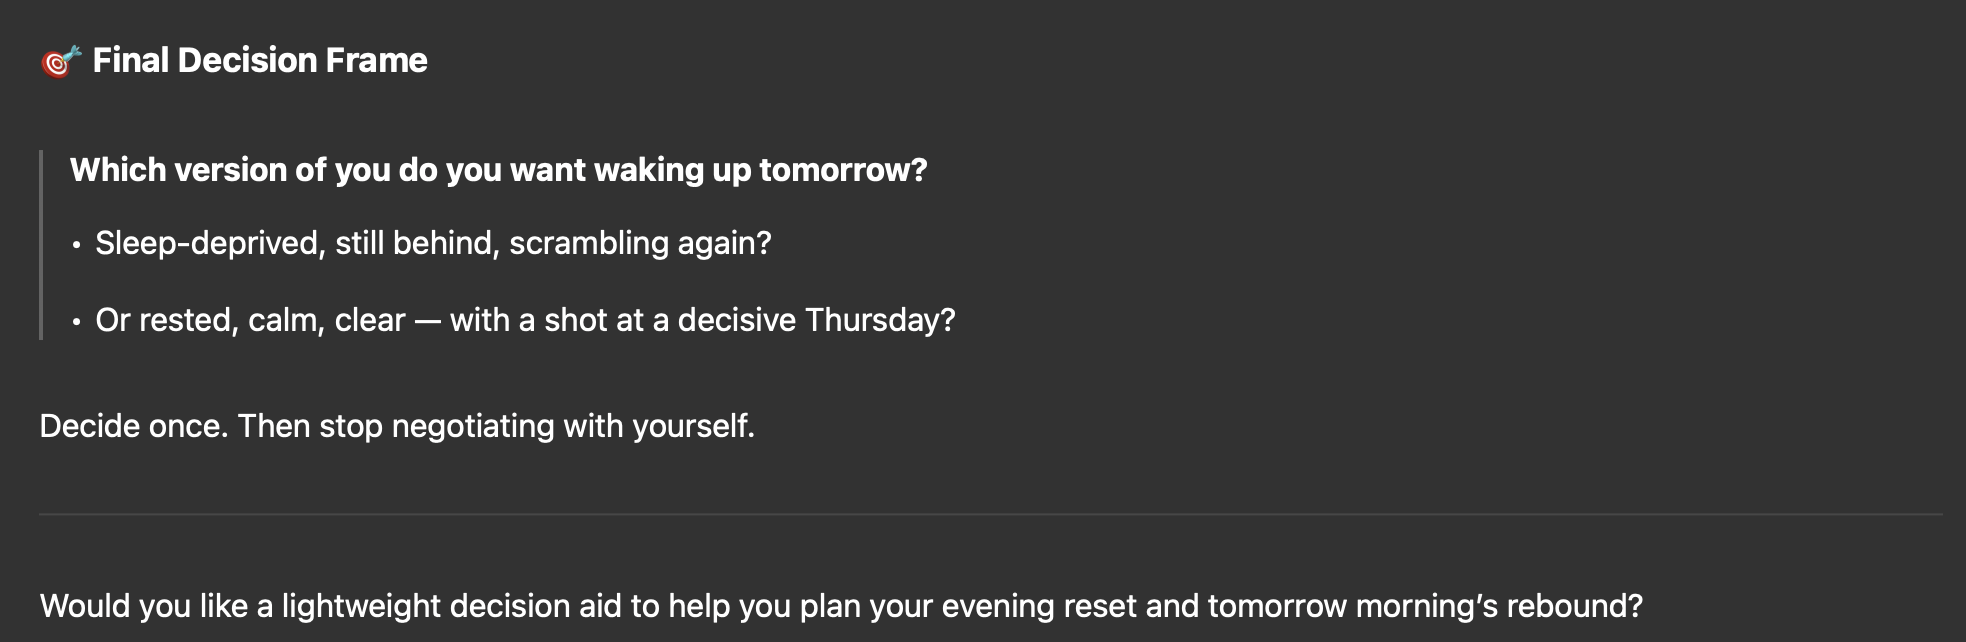 🎯 Final Decision Frame
Which version of you do you want waking up tomorrow?
• Sleep-deprived, still behind, scrambling again?
• Or rested, calm, clear — with a shot at a decisive Thursday?
Decide once. Then stop negotiating with yourself.
Would you like a lightweight decision aid to help you plan your evening reset and tomorrow morning’s rebound?